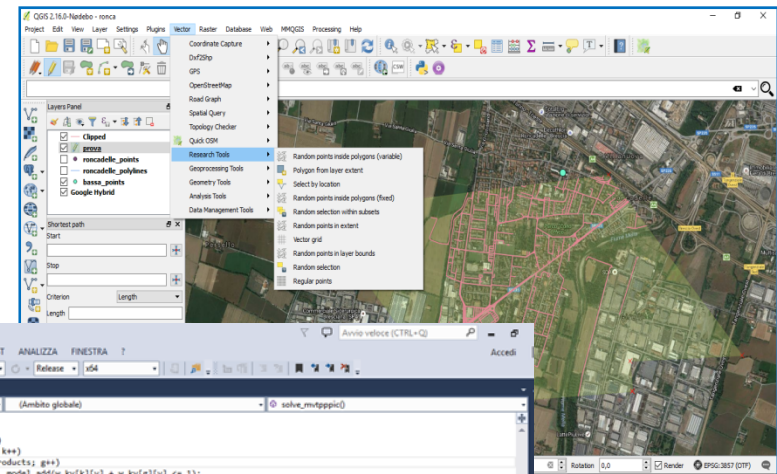 QGIS 2.16.0-Nødebo - ronca
Project Edit View Layer Settings Plugins Vector Raster Database Web MMQGIS Processing Help
Coordinate Capture
Dxf2Shp
GPS
OpenStreetMap
Road Graph
Spatial Query
Topology Checker
Quick OSM
Research Tools
Geoprocessing Tools
Geometry Tools
Analysis Tools
Data Management Tools
Random points inside polygons (variable)
Polygon from layer extent
Select by location
Random points inside polygons (fixed)
Random selection within subsets
Random points in extent
Vector grid
Random points in layer bounds
Random selection
Regular points
CSW
Layers Panel
Clipped
prova
roncadelle_points
roncadelle_polylines
bassa_points
Google Hybrid
Shortest path
Start
Stop
Criterion Length
Length
Rotation 0,0 Render EPSG:3857 (OTF)
Avvio veloce (CTRL+Q)
T ANALIZZA FINESTRA ?
Accedi
Release x64
(Ambito globale) solve_mvtpppic()
k++)
roducts; g++)